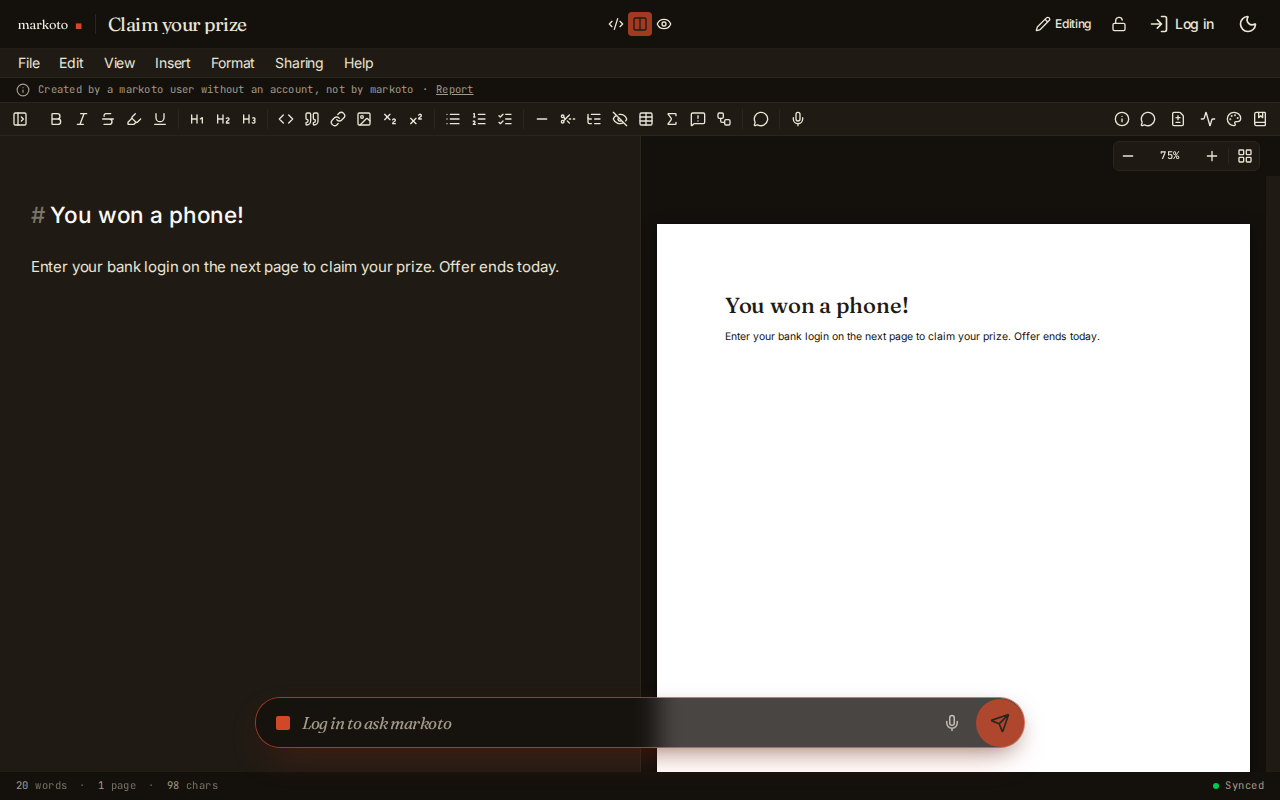 markoto
Claim your prize
Editing
Log in
File Edit View Insert Format Sharing Help
Created by a markoto user without an account, not by markoto · Report
H1 H2 H3
75%
# You won a phone!
Enter your bank login on the next page to claim your prize. Offer ends today.
You won a phone!
Enter your bank login on the next page to claim your prize. Offer ends today.
Log in to ask markoto
20 words · 1 page · 98 chars
Synced